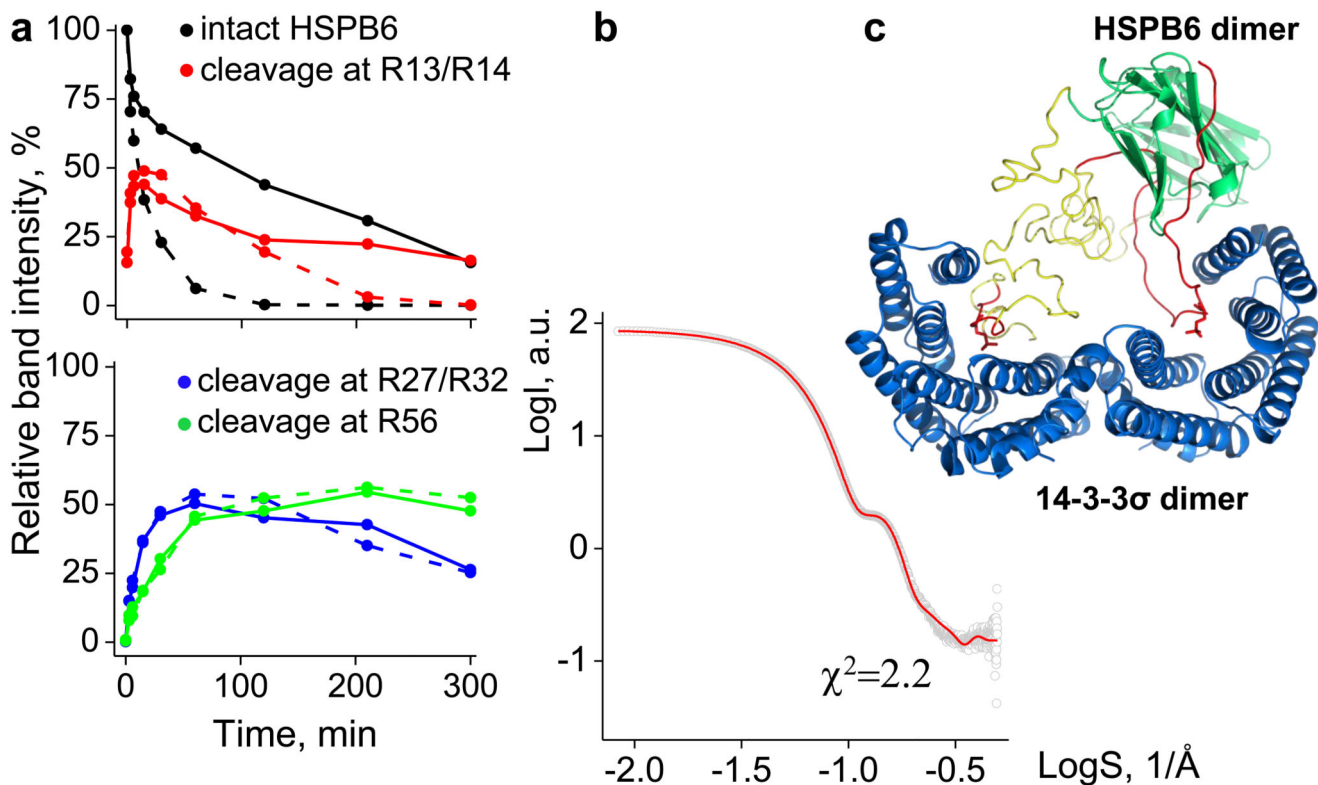 a
100
75
50
25
0
intact HSPB6
cleavage at R13/R14
Relative band intensity, %
100
75
50
25
0
cleavage at R27/R32
cleavage at R56
0 100 200 300
Time, min
b
2
1
0
-1
LogI, a.u.
χ²=2.2
-2.0 -1.5 -1.0 -0.5
LogS, 1/Å
c
HSPB6 dimer
14-3-3σ dimer